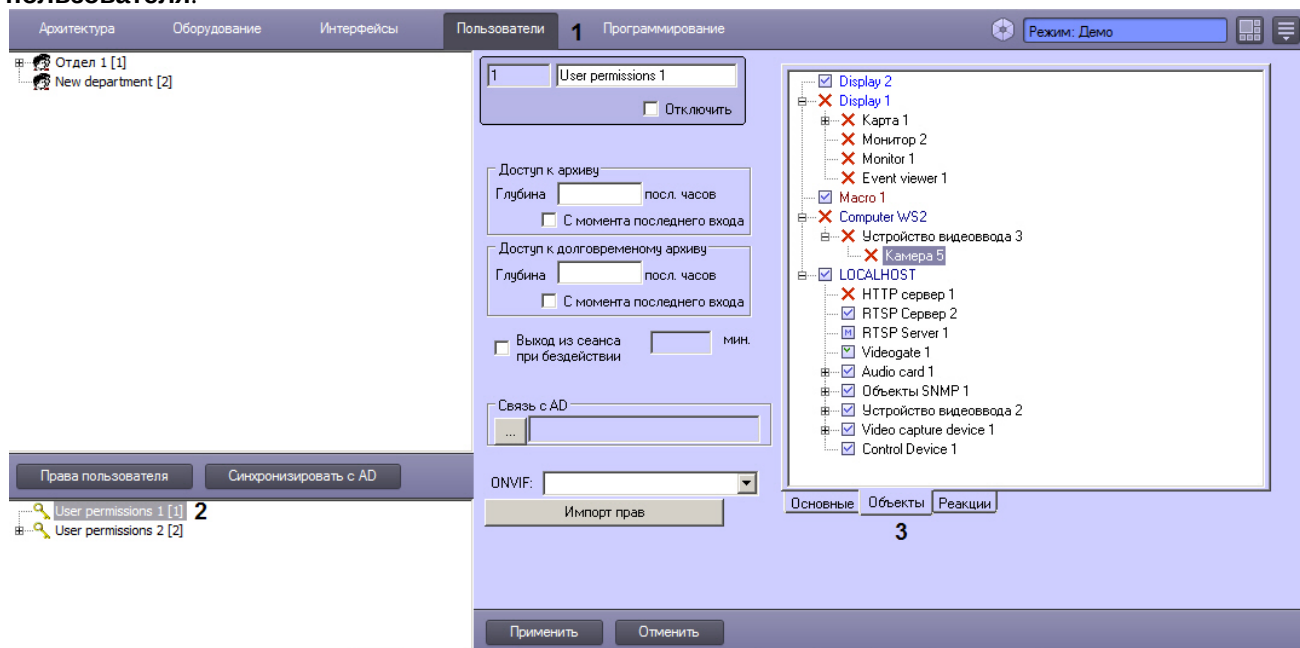 пользователя.
Архитектура Оборудование Интерфейсы Пользователи 1 Программирование Режим: Демо
Отдел 1 [1]
New department [2]
Права пользователя Синхронизировать с AD
User permissions 1 [1] 2
User permissions 2 [2]
1 User permissions 1
Отключить
Доступ к архиву
Глубина посл. часов
С момента последнего входа
Доступ к долговременому архиву
Глубина посл. часов
С момента последнего входа
Выход из сеанса мин.
при бездействии
Связь с AD
...
ONVIF:
Импорт прав
Display 2
Display 1
Карта 1
Монитор 2
Monitor 1
Event viewer 1
Macro 1
Computer WS2
Устройство видеоввода 3
Камера 5
LOCALHOST
HTTP сервер 1
RTSP Сервер 2
RTSP Server 1
Videogate 1
Audio card 1
Объекты SNMP 1
Устройство видеоввода 2
Video capture device 1
Control Device 1
Основные Объекты Реакции
3
Применить Отменить